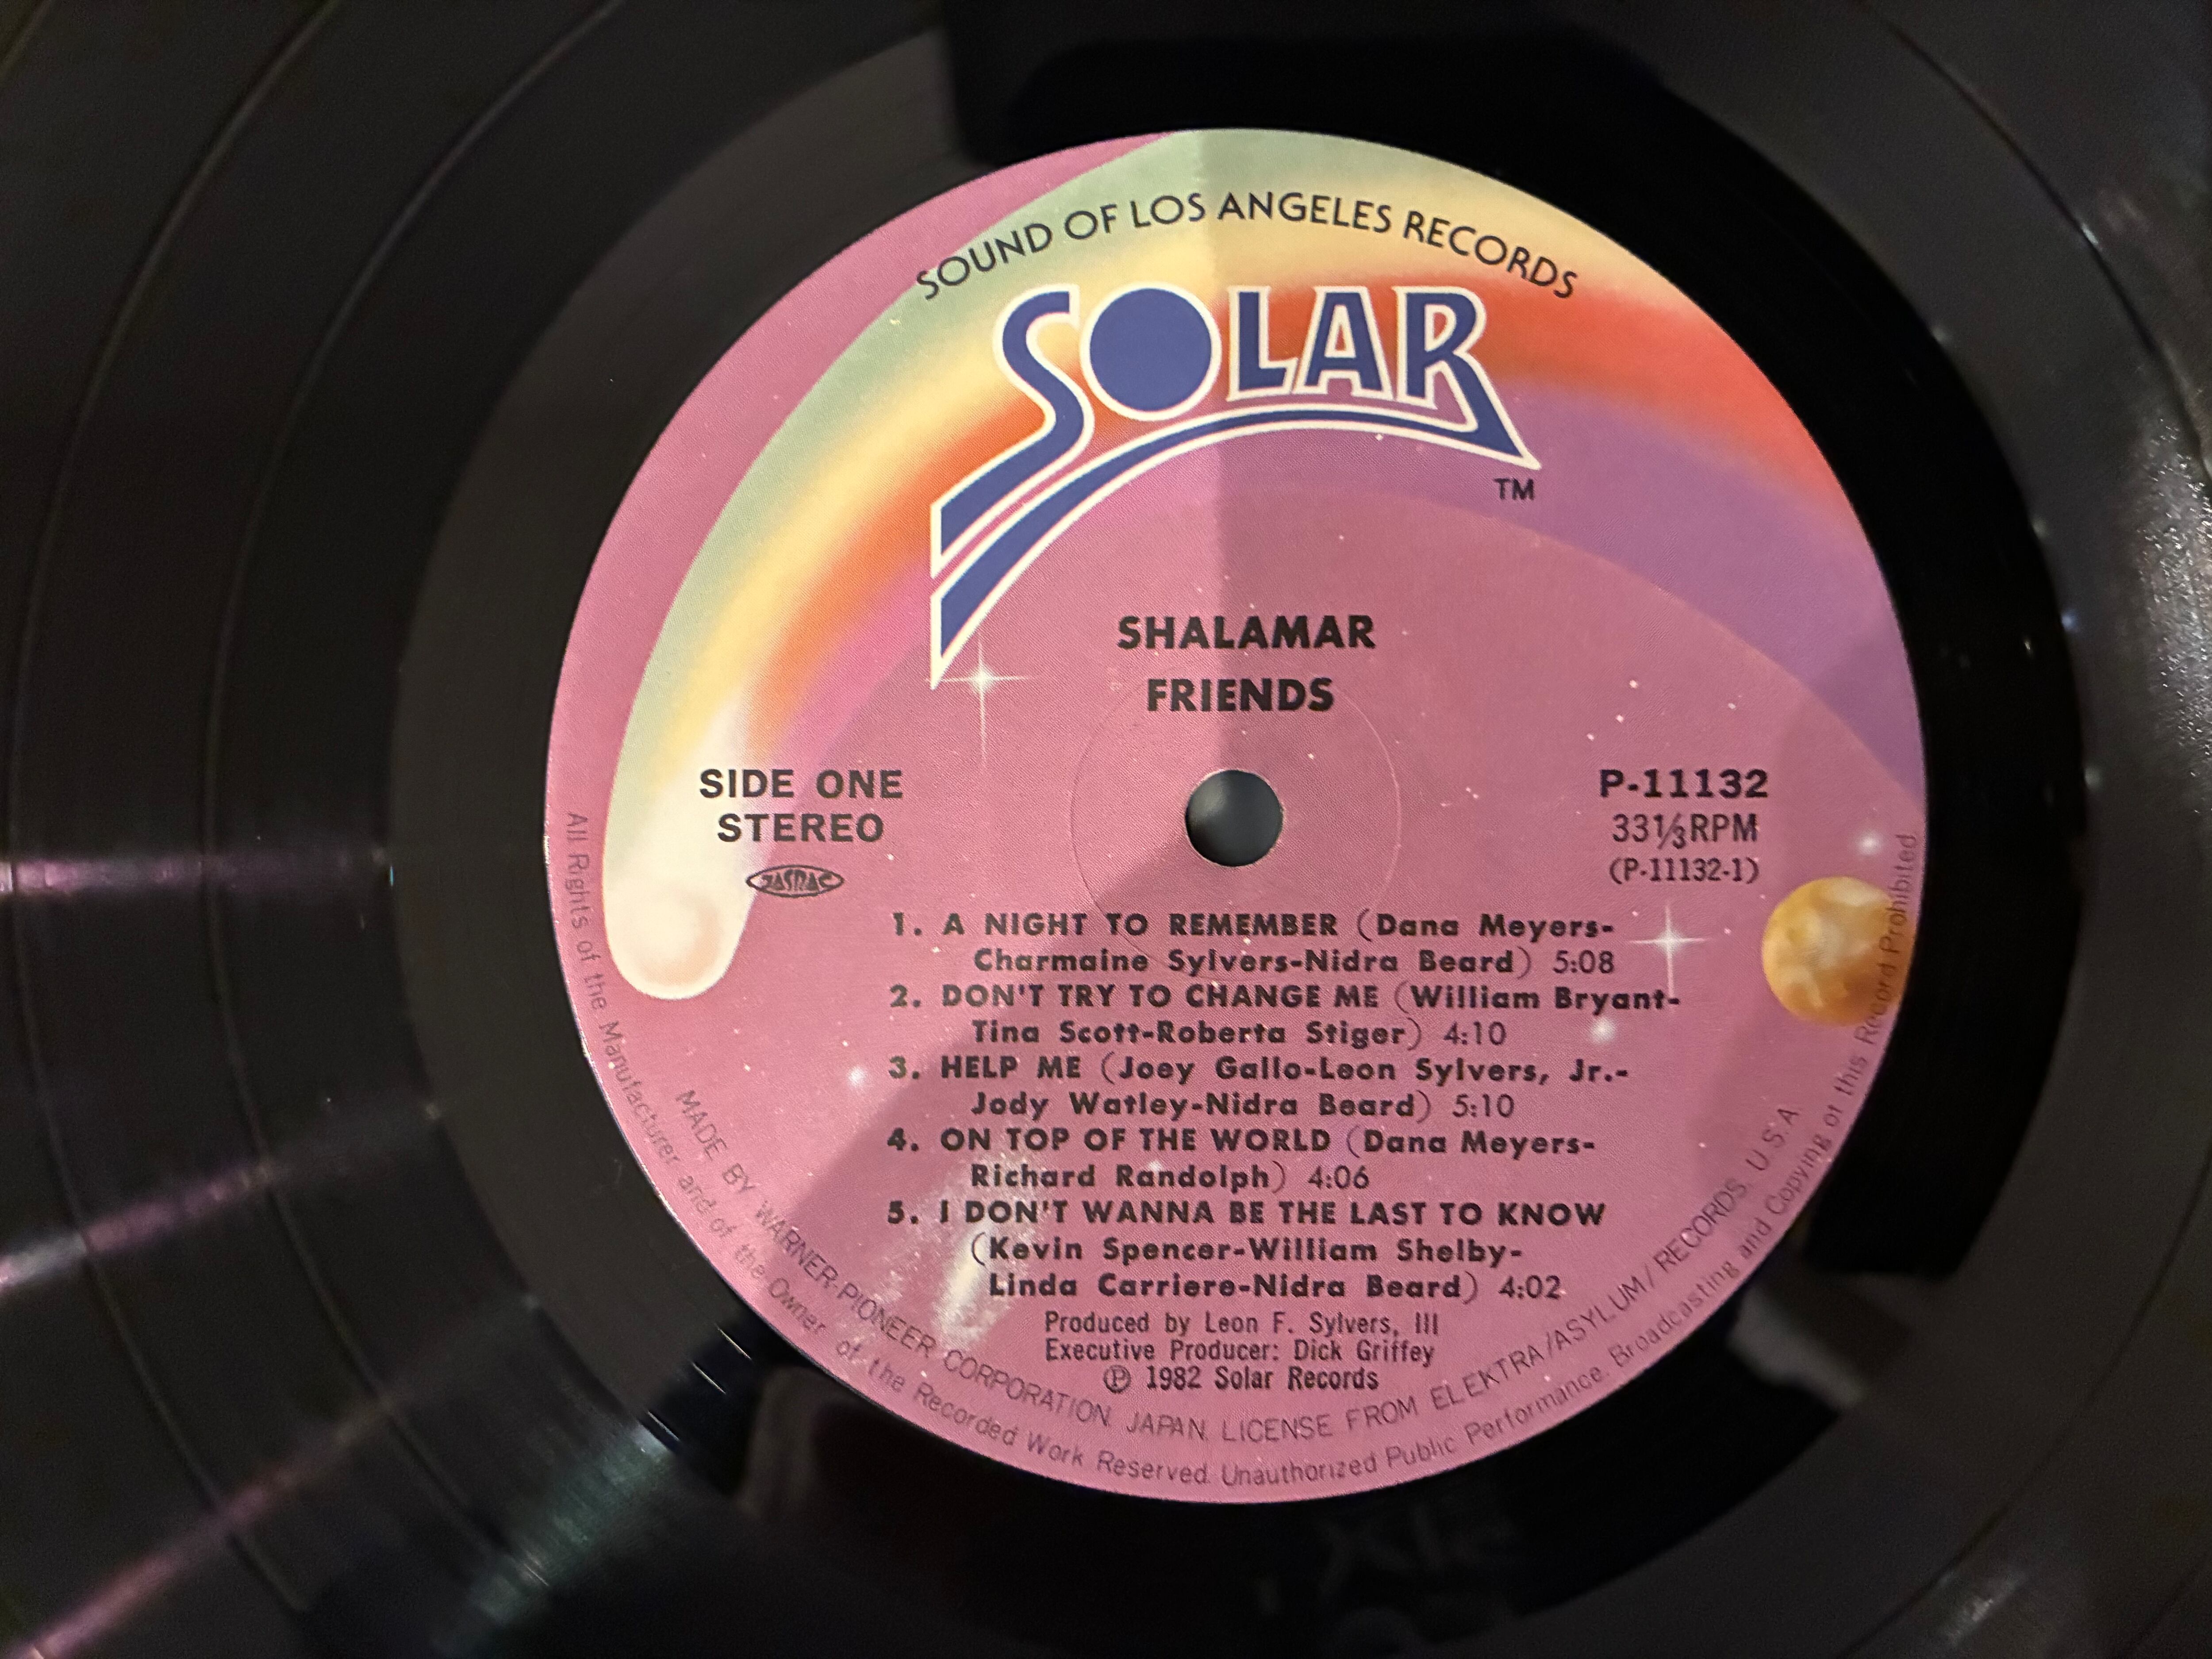 SOUND OF LOS ANGELES RECORDS
SOLAR
TM
SHALAMAR
FRIENDS
SIDE ONE
STEREO
JASRAC
P-11132
33⅓RPM
(P-11132-1)
1. A NIGHT TO REMEMBER (Dana Meyers-
Charmaine Sylvers-Nidra Beard) 5:08
2. DON'T TRY TO CHANGE ME (William Bryant-
Tina Scott-Roberta Stiger) 4:10
3. HELP ME (Joey Gallo-Leon Sylvers, Jr.-
Jody Watley-Nidra Beard) 5:10
4. ON TOP OF THE WORLD (Dana Meyers-
Richard Randolph) 4:06
5. I DON'T WANNA BE THE LAST TO KNOW
(Kevin Spencer-William Shelby-
Linda Carriere-Nidra Beard) 4:02
Produced by Leon F. Sylvers, III
Executive Producer: Dick Griffey
℗ 1982 Solar Records
MADE BY WARNER-PIONEER CORPORATION, JAPAN. LICENSE FROM ELEKTRA/ASYLUM/RECORDS, U.S.A.
All Rights of the Manufacturer and of the Owner of the Recorded Work Reserved. Unauthorized Public Performance. Broadcasting and Copying of this Record Prohibited.